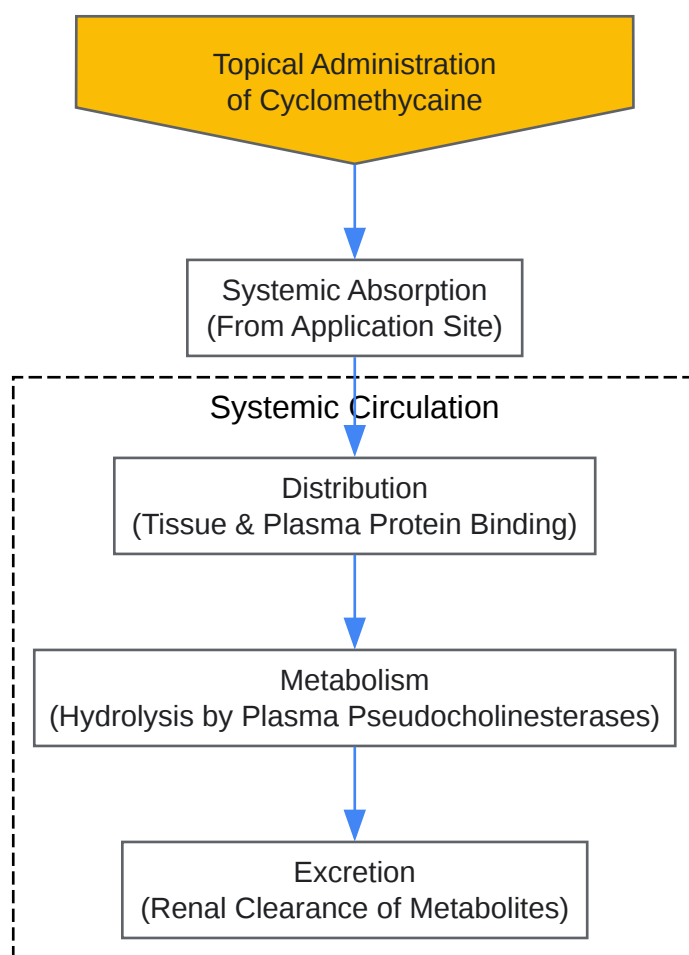 Topical Administration
of Cyclomethycaine
Systemic Absorption
(From Application Site)
Systemic Circulation
Distribution
(Tissue & Plasma Protein Binding)
Metabolism
(Hydrolysis by Plasma Pseudocholinesterases)
Excretion
(Renal Clearance of Metabolites)